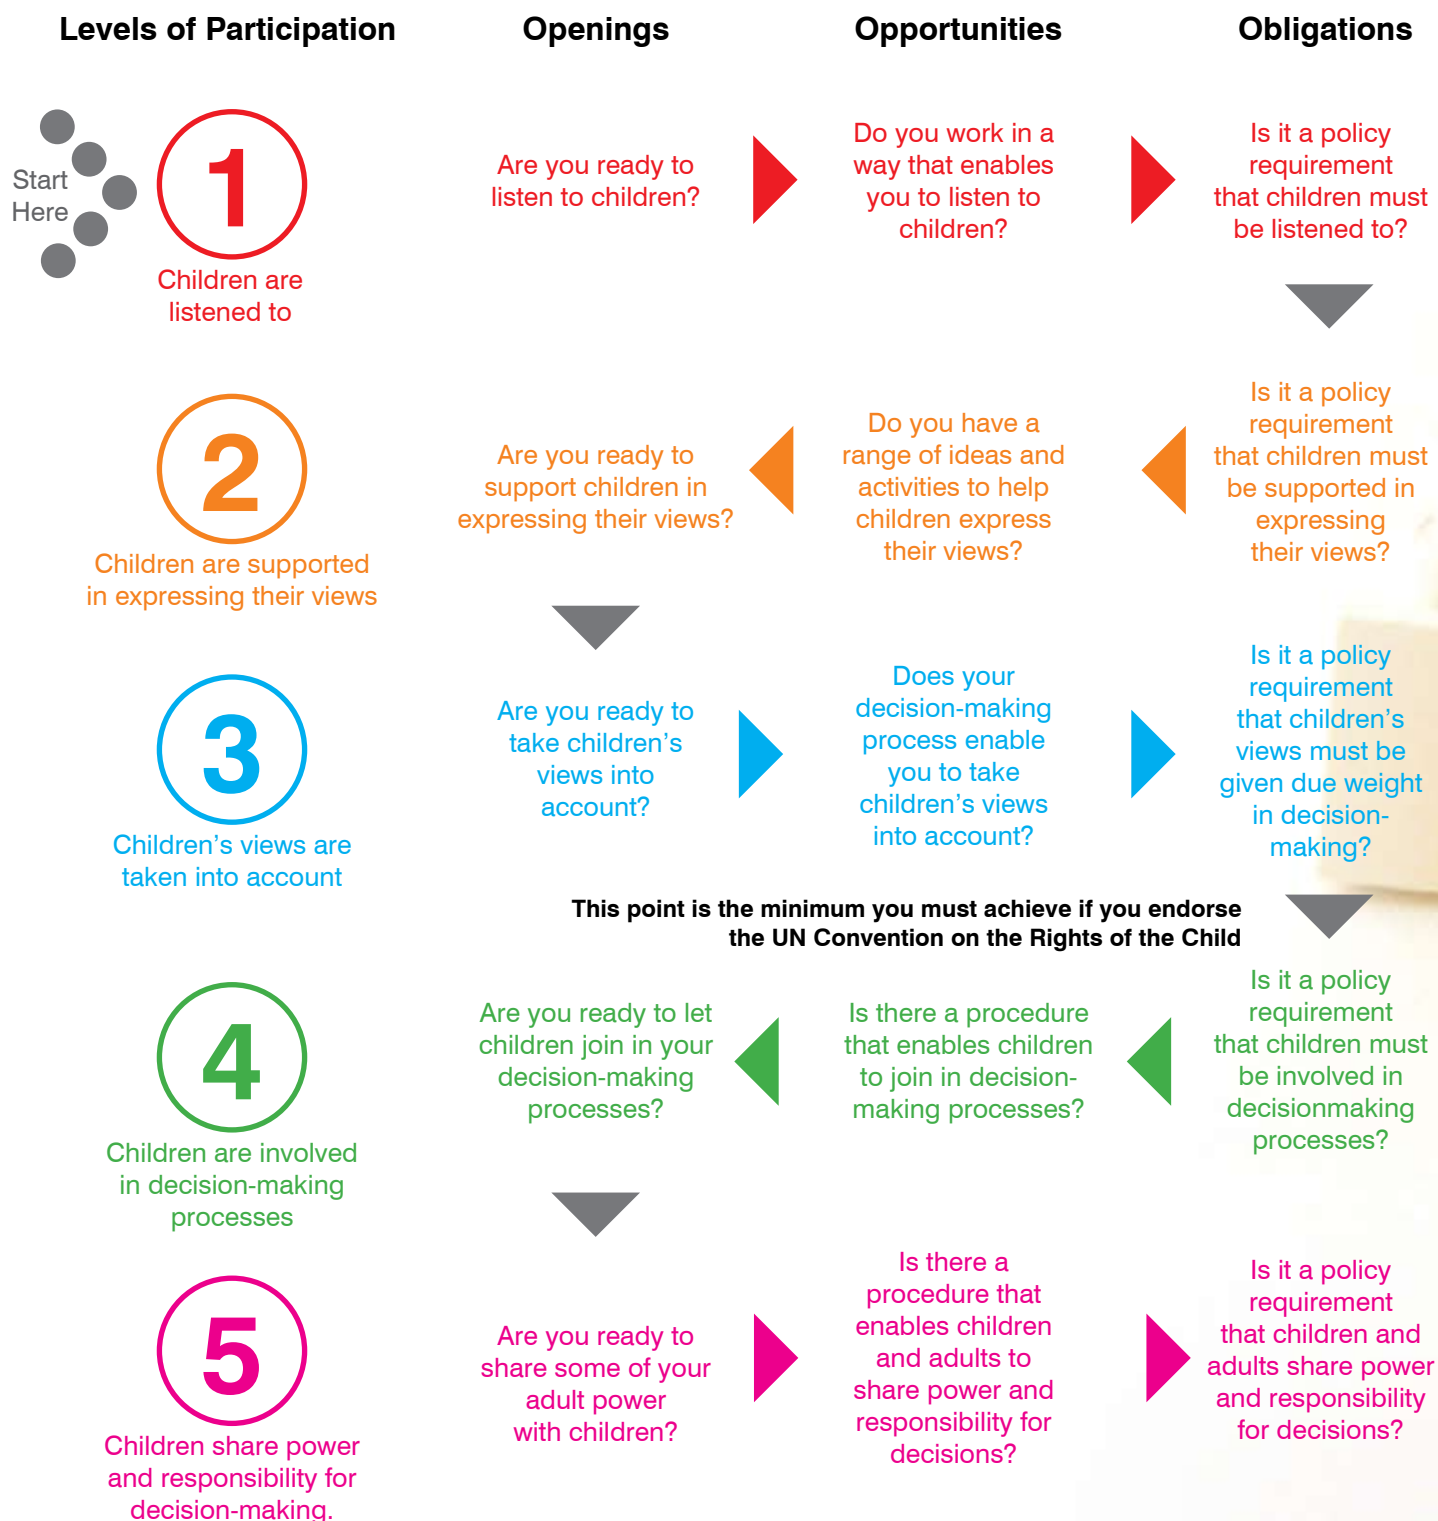 Levels of Participation
Openings
Opportunities
Obligations
Start
Here
1
Children are
listened to
Are you ready to
listen to children?
Do you work in a
way that enables
you to listen to
children?
Is it a policy
requirement
that children must
be listened to?
2
Children are supported
in expressing their views
Are you ready to
support children in
expressing their views?
Do you have a
range of ideas and
activities to help
children express
their views?
Is it a policy
requirement
that children must
be supported in
expressing
their views?
3
Children’s views are
taken into account
Are you ready to
take children’s
views into
account?
Does your
decision-making
process enable
you to take
children’s views
into account?
Is it a policy
requirement
that children’s
views must be
given due weight
in decision-
making?
This point is the minimum you must achieve if you endorse
the UN Convention on the Rights of the Child
4
Children are involved
in decision-making
processes
Are you ready to let
children join in your
decision-making
processes?
Is there a procedure
that enables children
to join in decision-
making processes?
Is it a policy
requirement
that children must
be involved in
decisionmaking
processes?
5
Children share power
and responsibility for
decision-making.
Are you ready to
share some of your
adult power
with children?
Is there a
procedure that
enables children
and adults to
share power and
responsibility for
decisions?
Is it a policy
requirement
that children and
adults share power
and responsibility
for decisions?